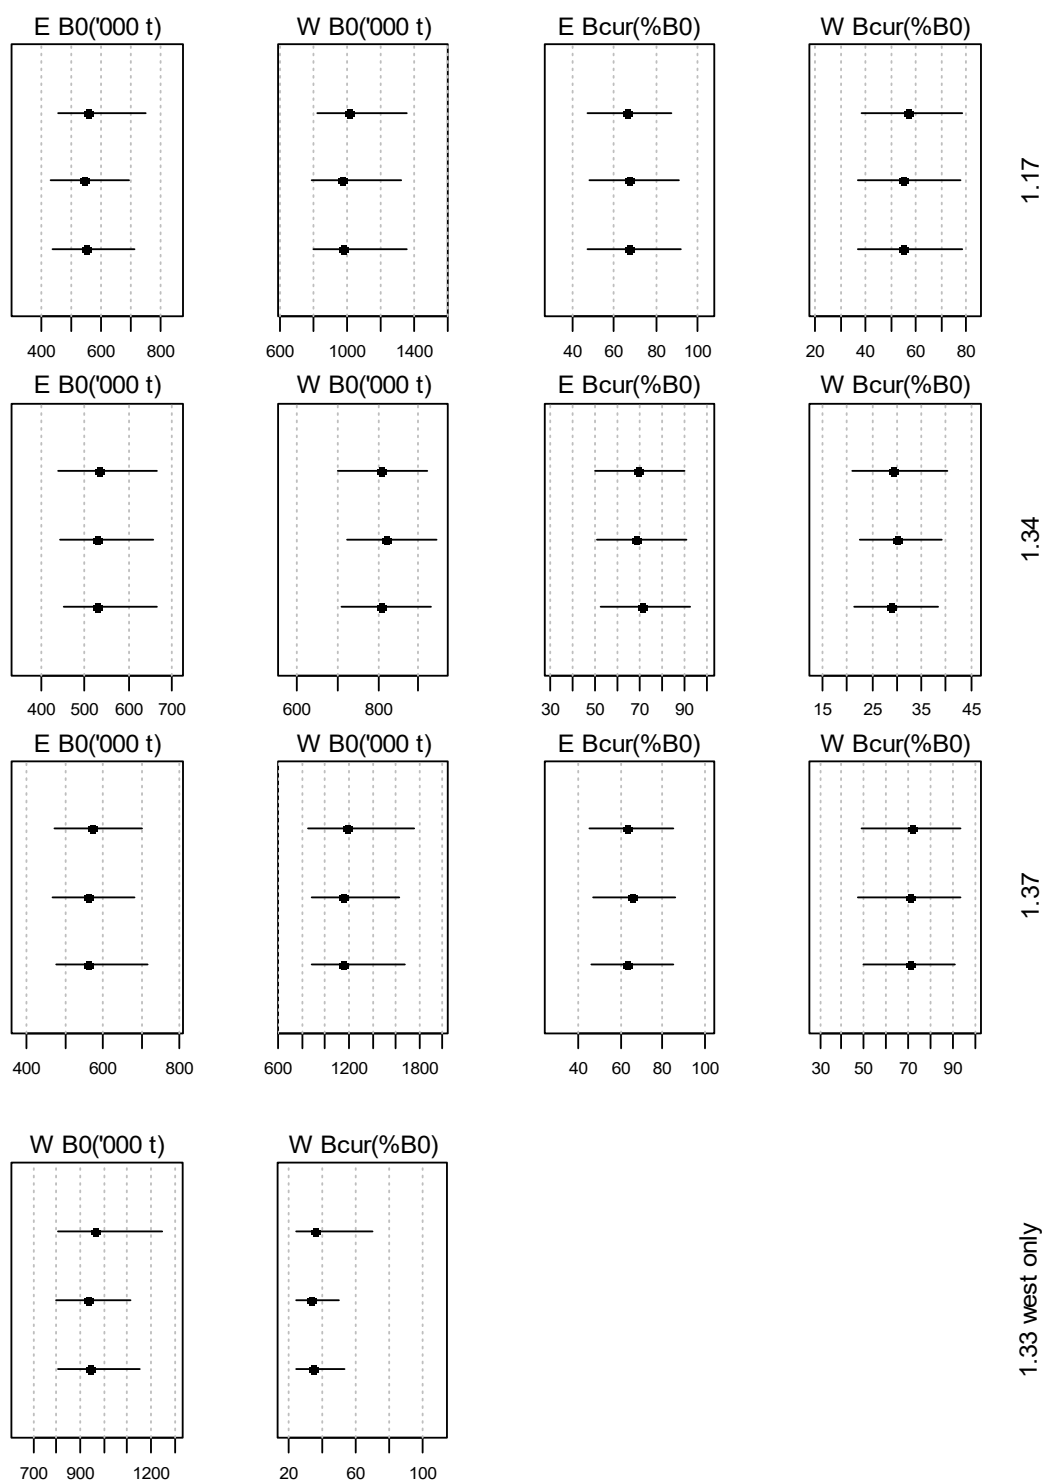 E B0('000 t) W B0('000 t) E Bcur(%B0) W Bcur(%B0)
1.17
400 600 800 600 1000 1400 40 60 80 100 20 40 60 80
E B0('000 t) W B0('000 t) E Bcur(%B0) W Bcur(%B0)
1.34
400 500 600 700 600 800 30 50 70 90 15 25 35 45
E B0('000 t) W B0('000 t) E Bcur(%B0) W Bcur(%B0)
1.37
400 600 800 600 1200 1800 40 60 80 100 30 50 70 90
W B0('000 t) W Bcur(%B0)
1.33 west only
700 900 1200 20 60 100